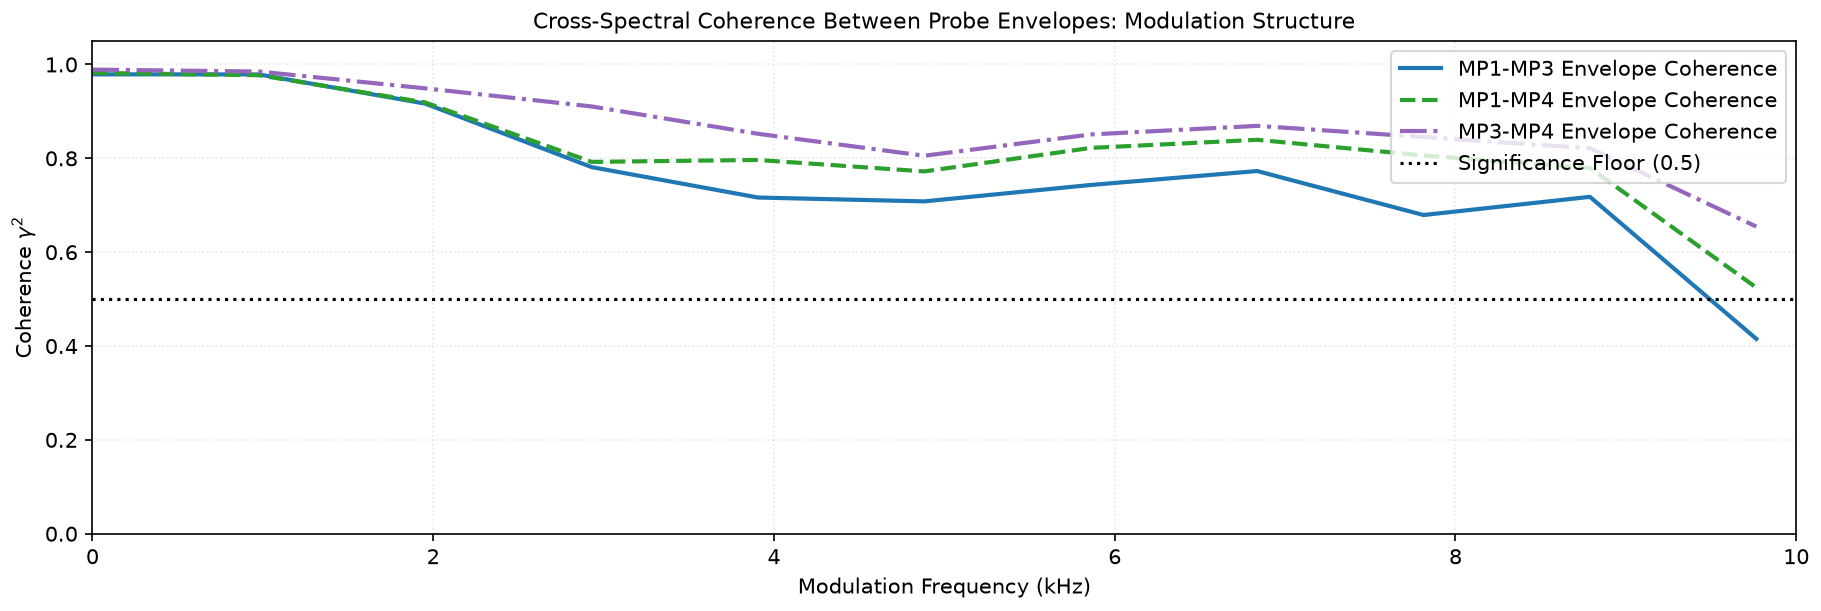 Cross-Spectral Coherence Between Probe Envelopes: Modulation Structure
1.0
0.8
0.6
0.4
0.2
0.0
Coherence γ²
MP1-MP3 Envelope Coherence
MP1-MP4 Envelope Coherence
MP3-MP4 Envelope Coherence
Significance Floor (0.5)
0 2 4 6 8 10
Modulation Frequency (kHz)